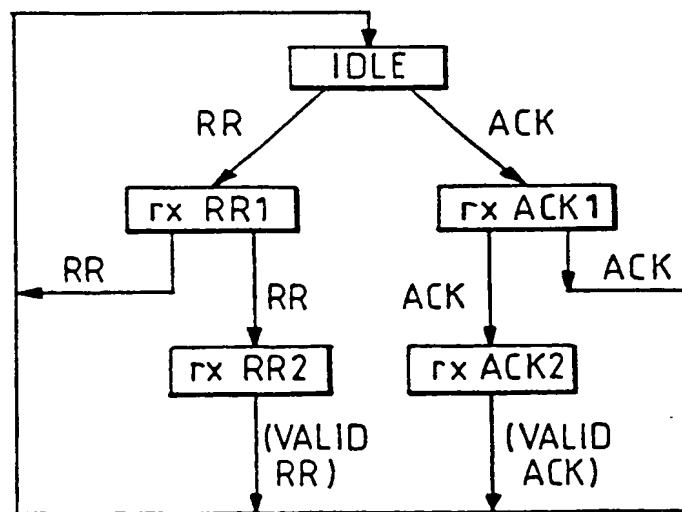 IDLE
RR
ACK
rx RR1
rx ACK1
RR
RR
ACK
ACK
rx RR2
rx ACK2
(VALID
RR)
(VALID
ACK)